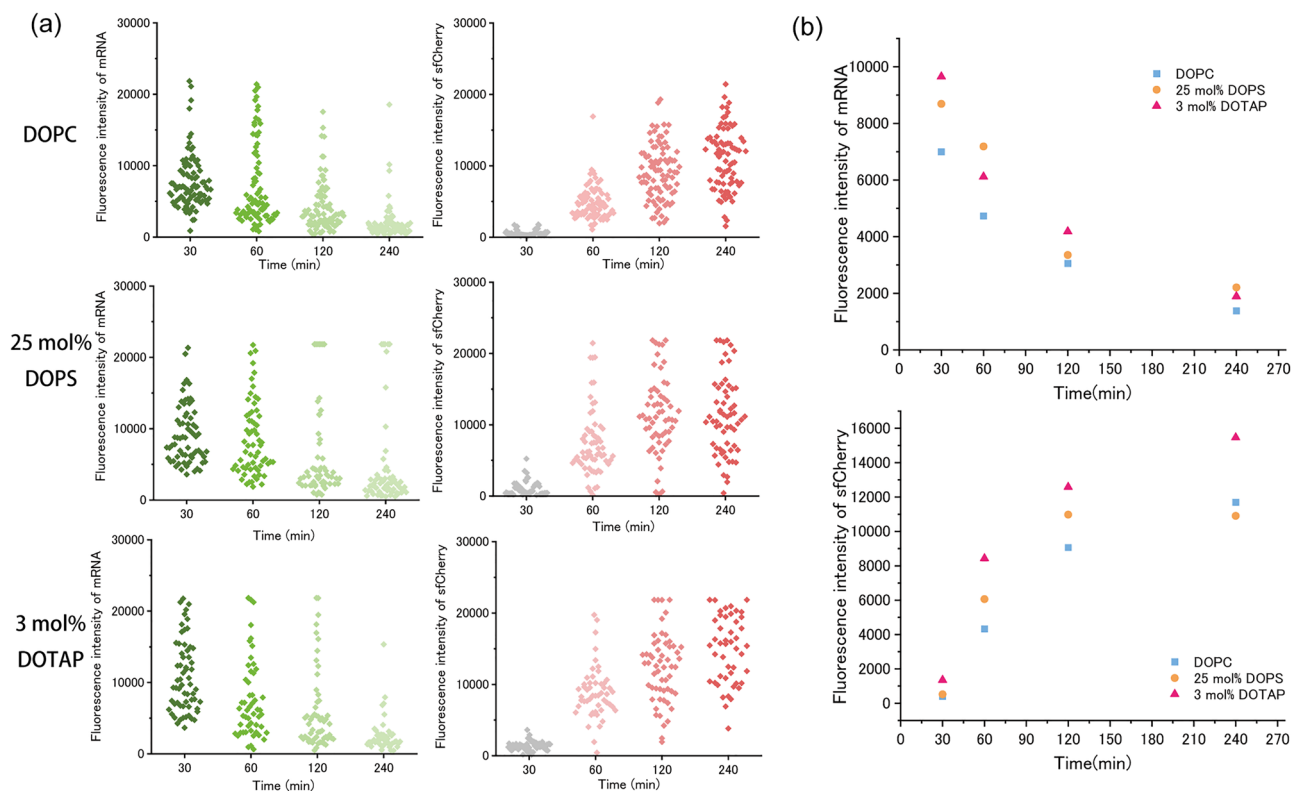 (a)
DOPC
Fluorescence intensity of mRNA
30000
20000
10000
0
30 60 120 240
Time (min)
Fluorescence intensity of sfCherry
30000
20000
10000
0
30 60 120 240
Time (min)
25 mol%
DOPS
Fluorescence intensity of mRNA
30000
20000
10000
0
30 60 120 240
Time (min)
Fluorescence intensity of sfCherry
30000
20000
10000
0
30 60 120 240
Time (min)
3 mol%
DOTAP
Fluorescence intensity of mRNA
30000
20000
10000
0
30 60 120 240
Time (min)
Fluorescence intensity of sfCherry
30000
20000
10000
0
30 60 120 240
Time (min)
(b)
Fluorescence intensity of mRNA
10000
8000
6000
4000
2000
0
DOPC
25 mol% DOPS
3 mol% DOTAP
0 30 60 90 120 150 180 210 240 270
Time(min)
Fluorescence intensity of sfCherry
16000
14000
12000
10000
8000
6000
4000
2000
0
DOPC
25 mol% DOPS
3 mol% DOTAP
0 30 60 90 120 150 180 210 240 270
Time(min)